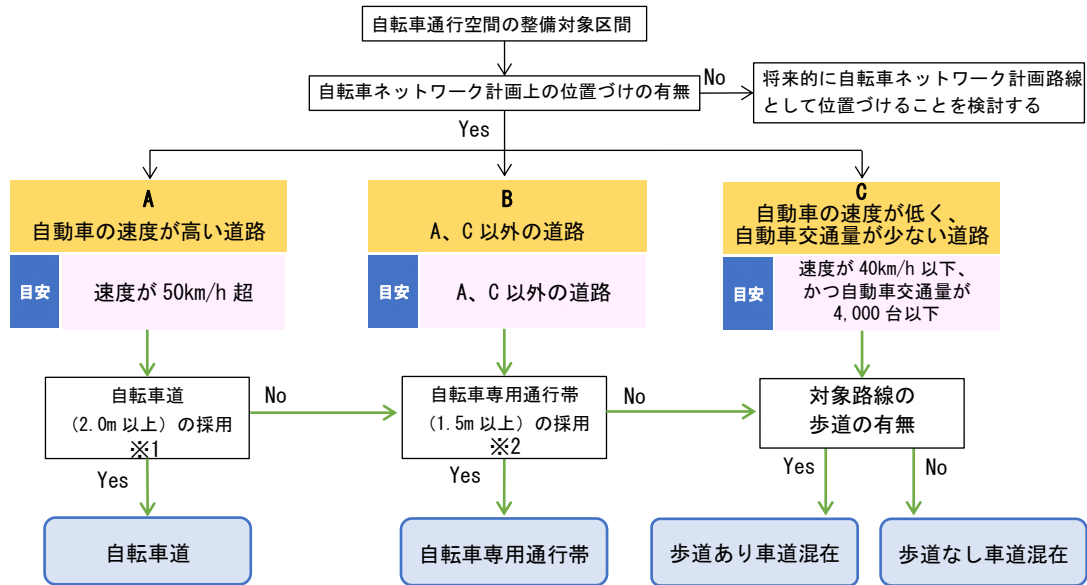 自転車通行空間の整備対象区間
自転車ネットワーク計画上の位置づけの有無
No
将来的に自転車ネットワーク計画路線
として位置づけることを検討する
Yes
A
自動車の速度が高い道路
目安
速度が 50km/h 超
B
A、C 以外の道路
目安
A、C 以外の道路
C
自動車の速度が低く、
自動車交通量が少ない道路
目安
速度が 40km/h 以下、
かつ自動車交通量が
4,000 台以下
自転車道
（2.0m 以上）の採用
※1
No
自転車専用通行帯
（1.5m 以上）の採用
※2
No
対象路線の
歩道の有無
Yes
Yes
Yes
No
自転車道
自転車専用通行帯
歩道あり車道混在
歩道なし車道混在